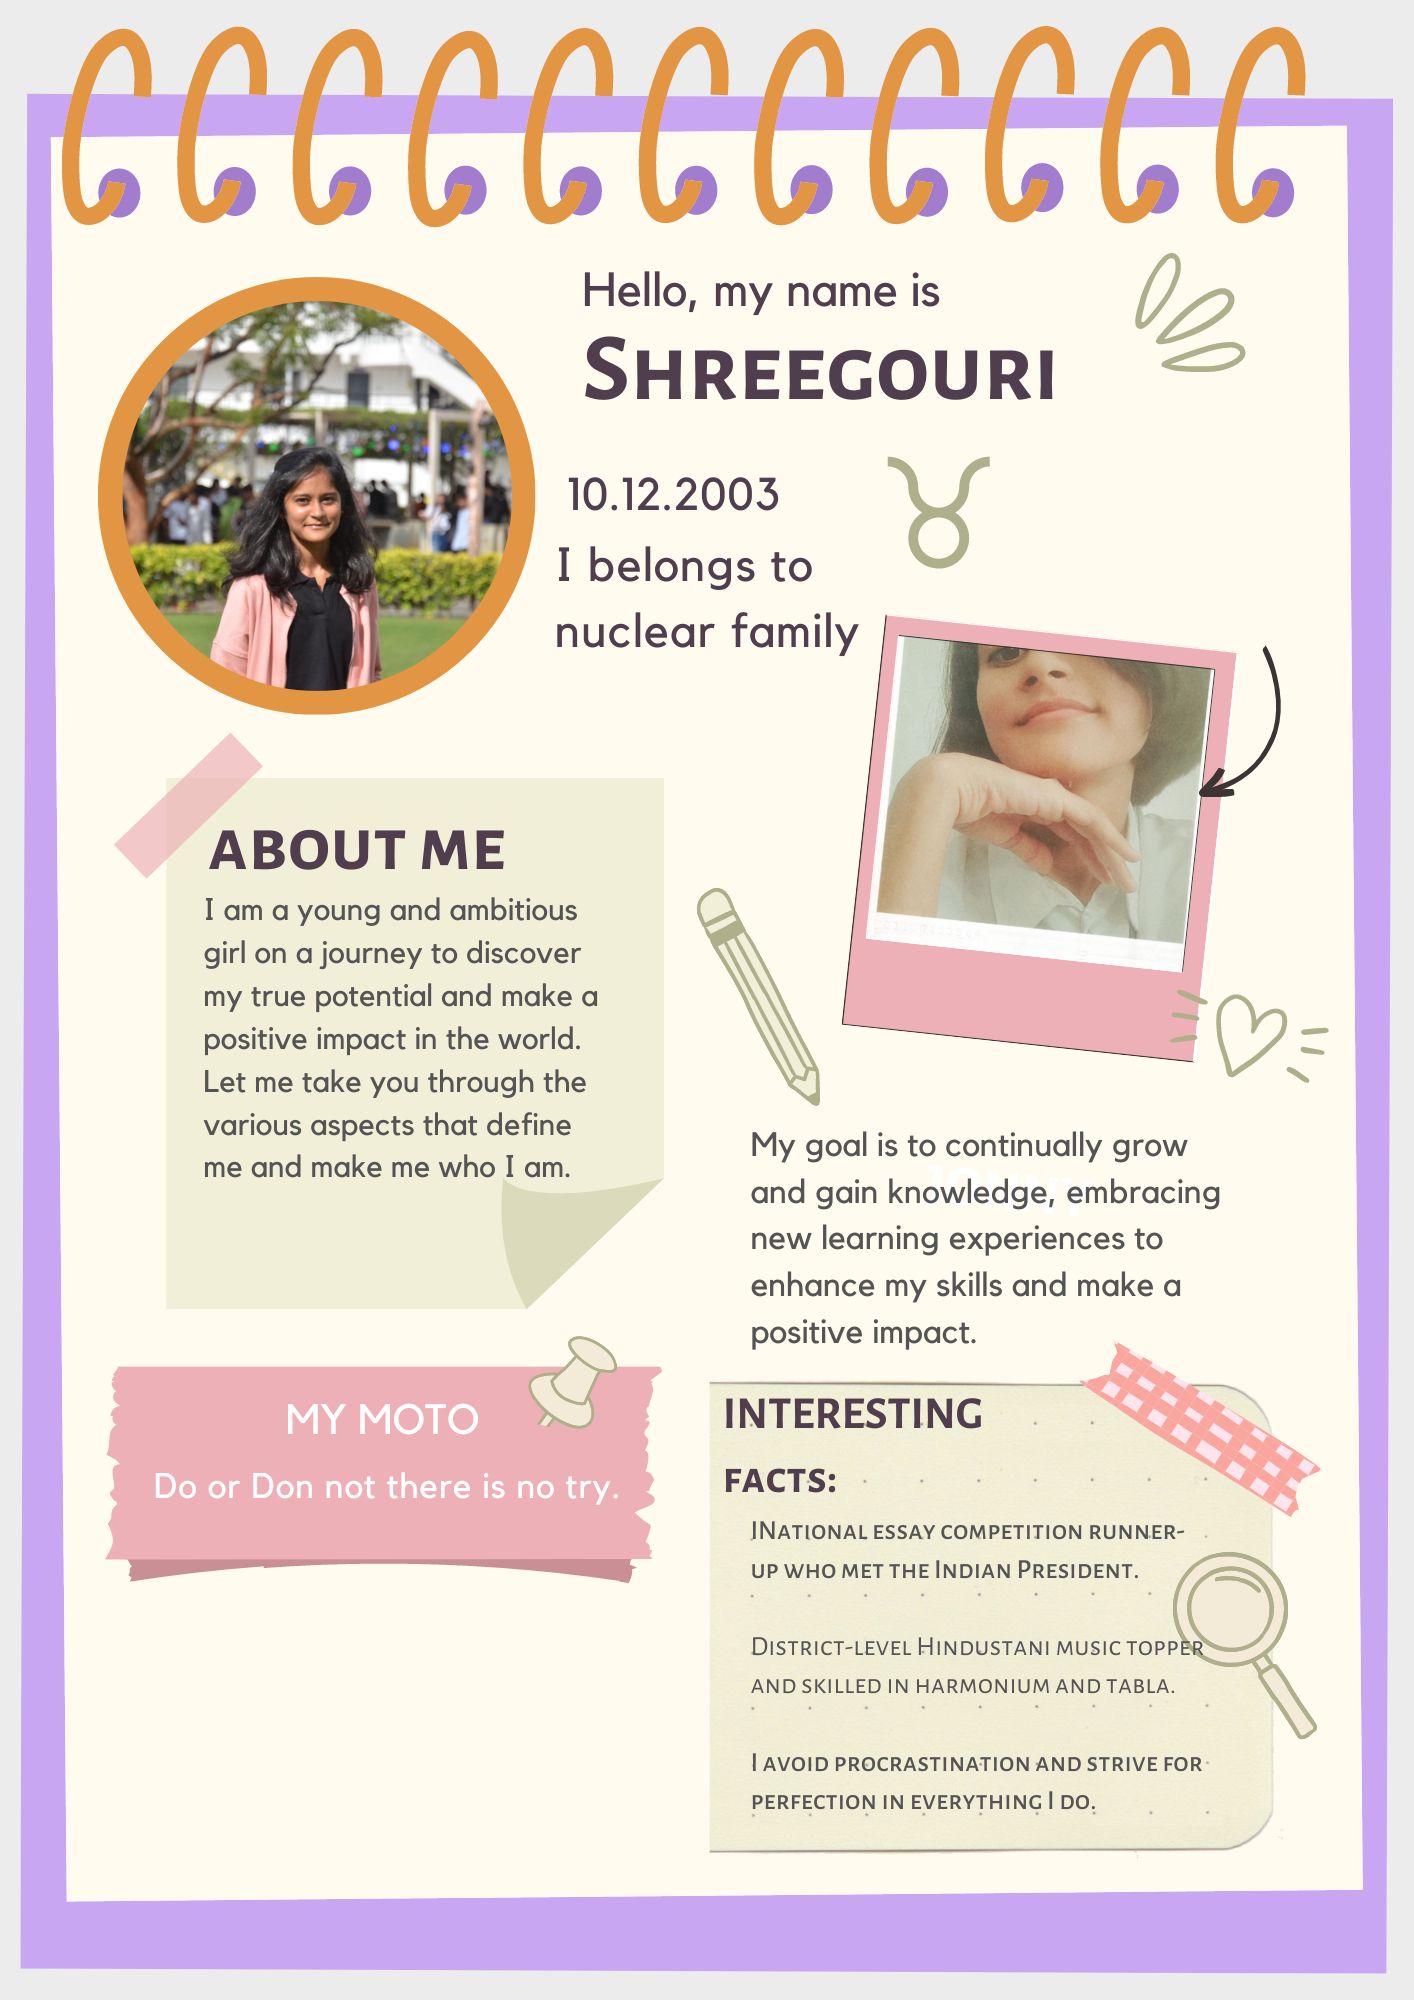 Hello, my name is
SHREEGOURI
10.12.2003
I belongs to
nuclear family
ABOUT ME
I am a young and ambitious
girl on a journey to discover
my true potential and make a
positive impact in the world.
Let me take you through the
various aspects that define
me and make me who I am.
My goal is to continually grow
and gain knowledge, embracing
new learning experiences to
enhance my skills and make a
positive impact.
MY MOTO
Do or Don not there is no try.
INTERESTING
FACTS:
INational essay competition runner-
up who met the Indian President.
District-level Hindustani music topper
and skilled in harmonium and tabla.
I avoid procrastination and strive for
perfection in everything I do.